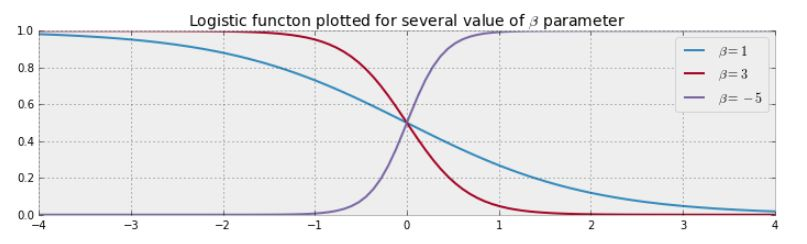 Logistic functon plotted for several value of β parameter
1.0
0.8
0.6
0.4
0.2
0.0
β = 1
β = 3
β = −5
−4 −3 −2 −1 0 1 2 3 4